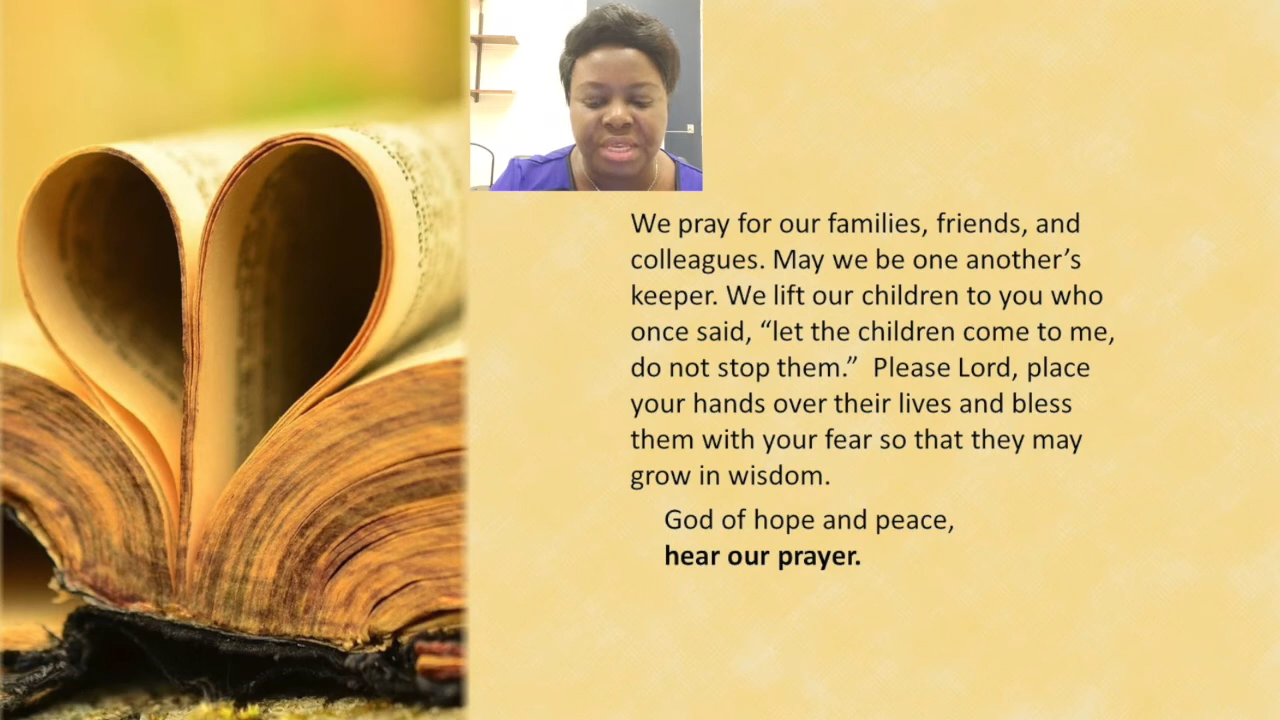 We pray for our families, friends, and
colleagues. May we be one another’s
keeper. We lift our children to you who
once said, “let the children come to me,
do not stop them.”  Please Lord, place
your hands over their lives and bless
them with your fear so that they may
grow in wisdom.
God of hope and peace,
hear our prayer.